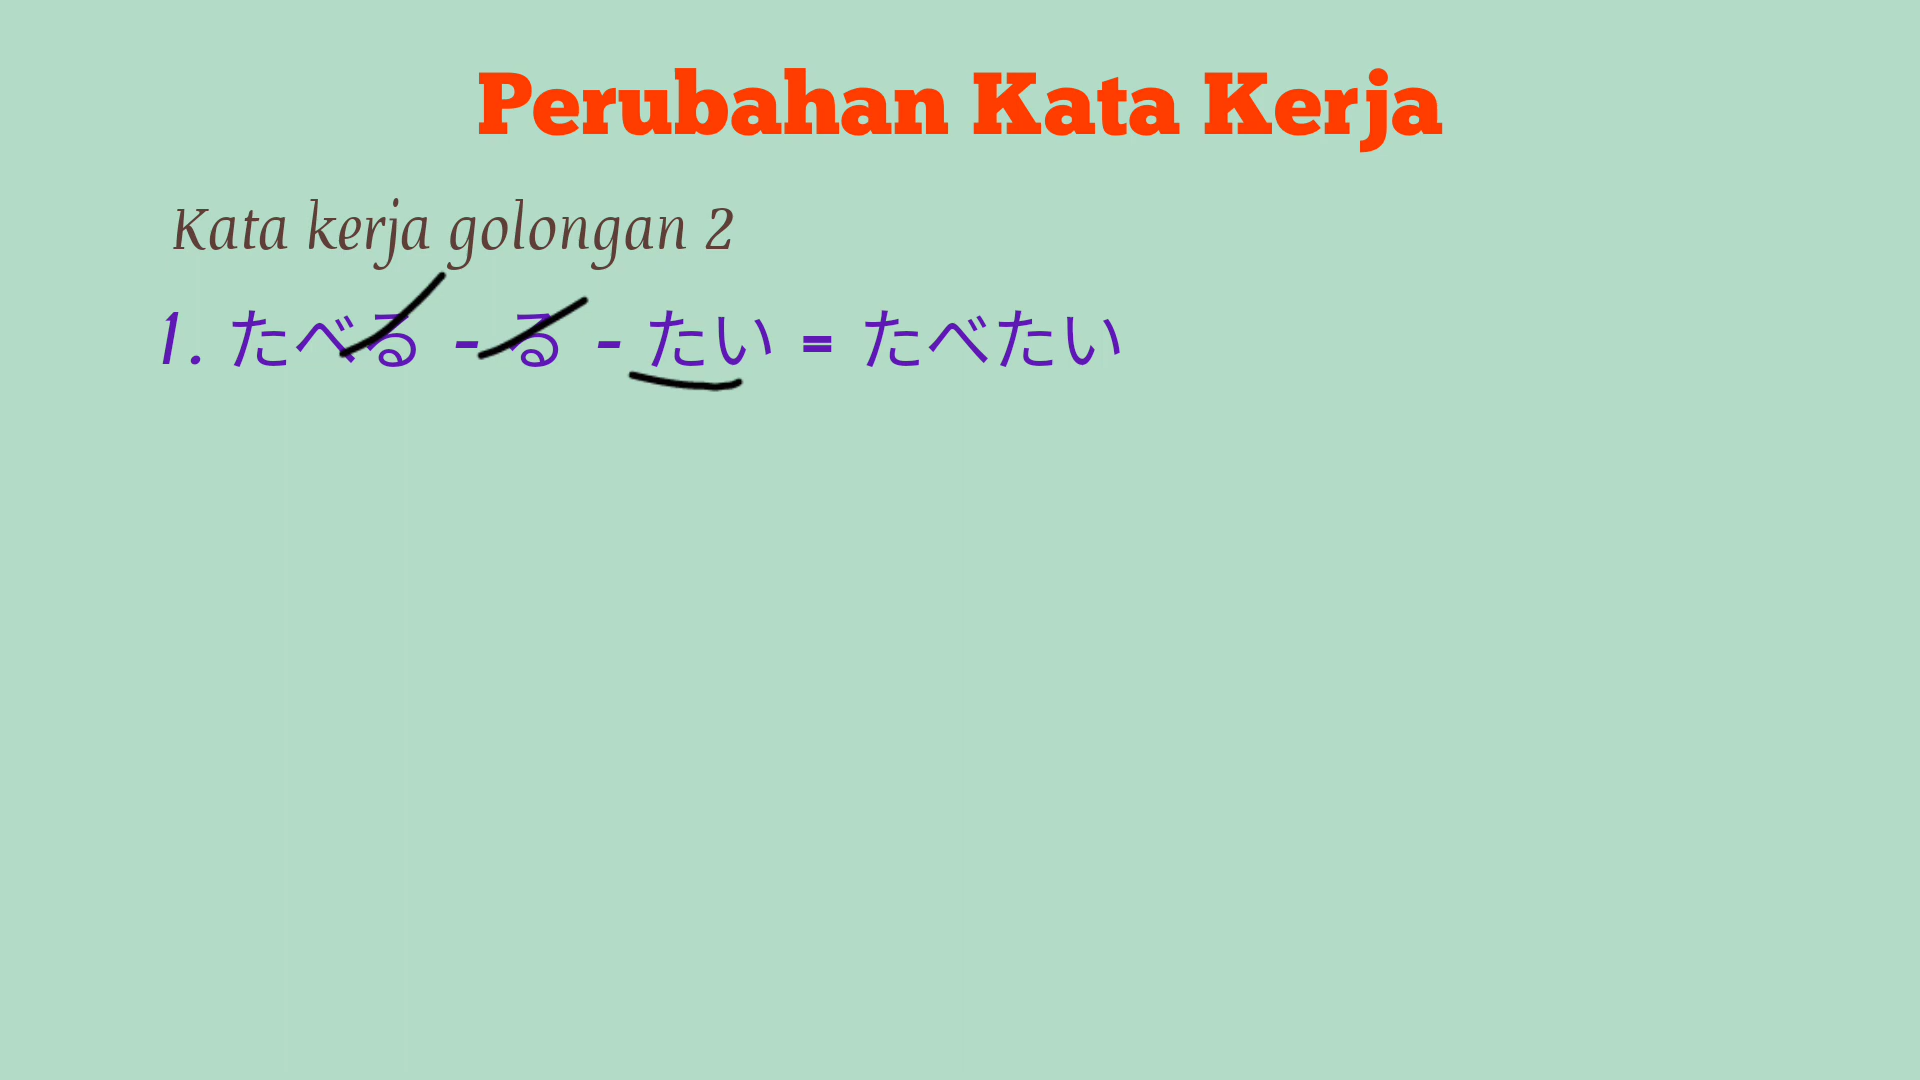 Perubahan Kata Kerja
Kata kerja golongan 2
1. たべる - る - たい = たべたい